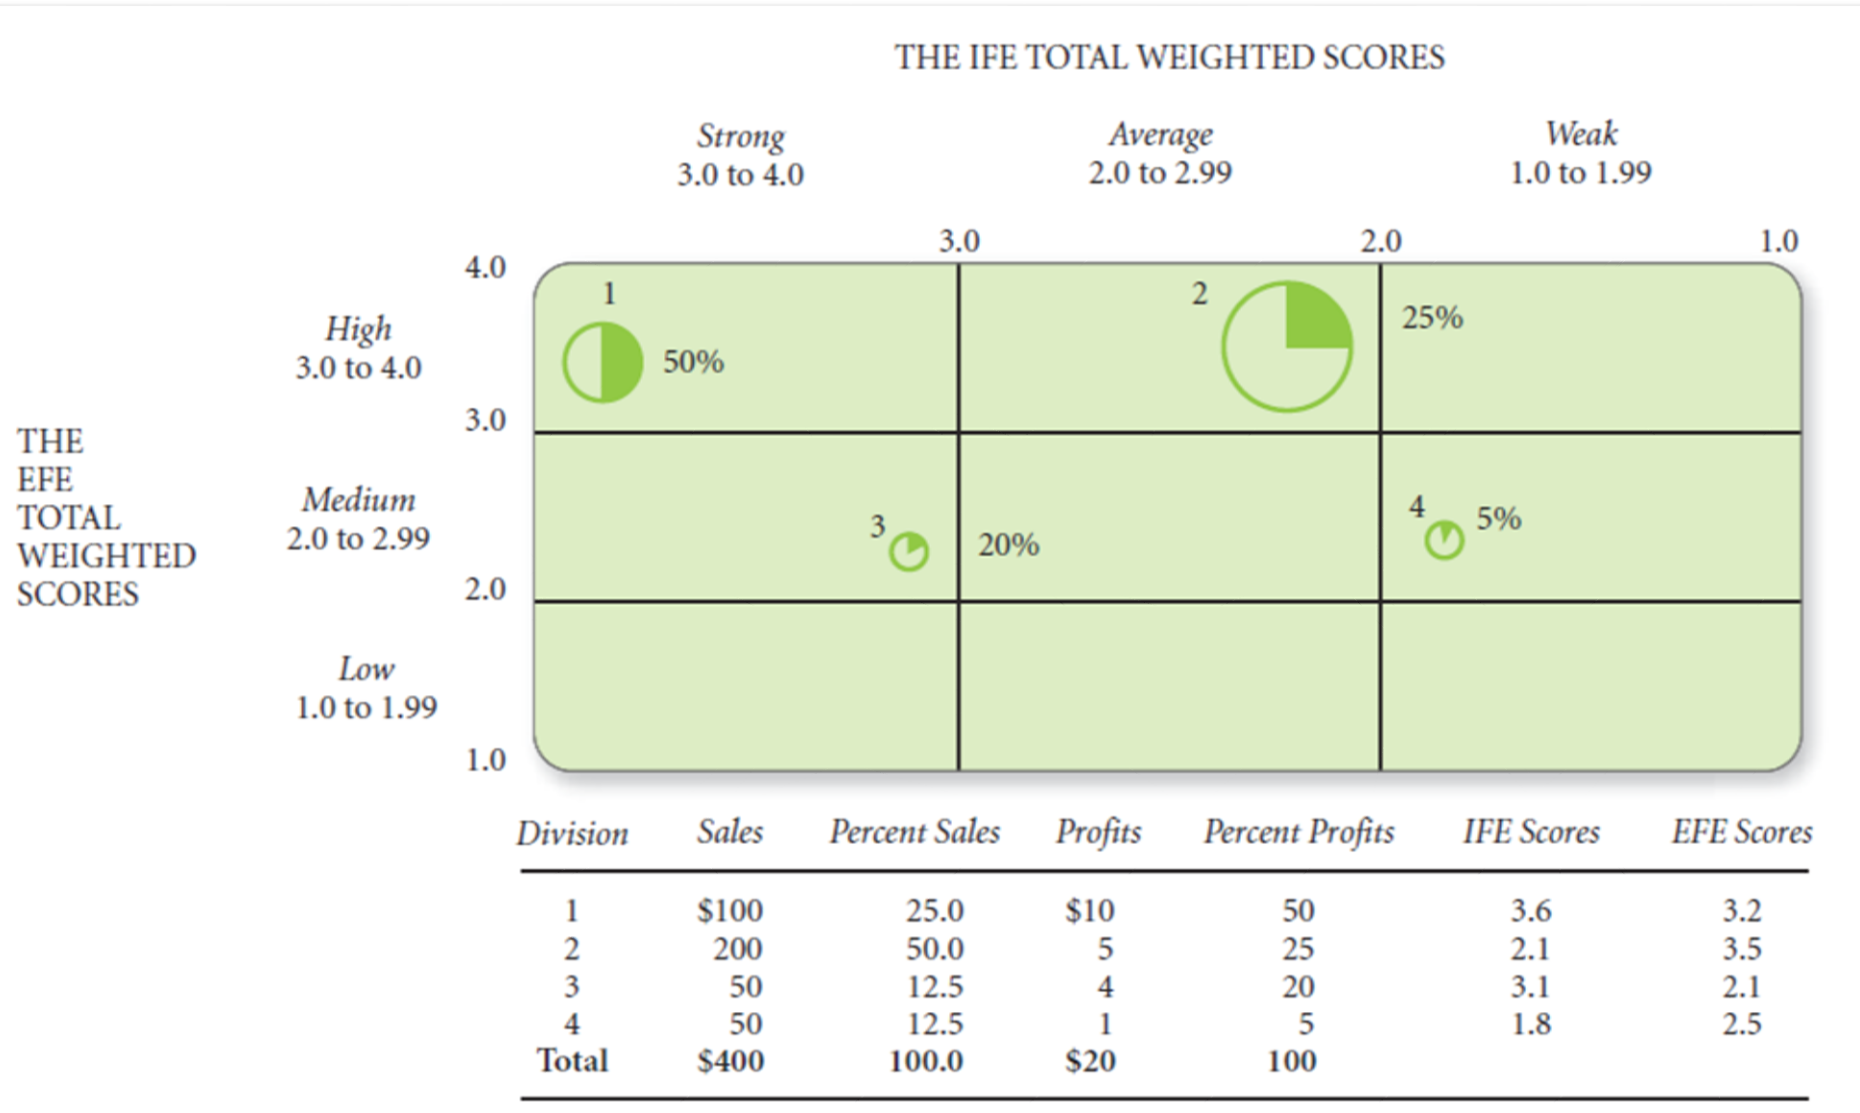 THE IFE TOTAL WEIGHTED SCORES
Strong Average Weak
3.0 to 4.0 2.0 to 2.99 1.0 to 1.99
3.0 2.0 1.0
4.0
1 2
25%
High
3.0 to 4.0
50%
3.0
THE
EFE
TOTAL
WEIGHTED
SCORES
Medium
2.0 to 2.99
3 20% 4 5%
2.0
Low
1.0 to 1.99
1.0
Division Sales Percent Sales Profits Percent Profits IFE Scores EFE Scores
1 $100 25.0 $10 50 3.6 3.2
2 200 50.0 5 25 2.1 3.5
3 50 12.5 4 20 3.1 2.1
4 50 12.5 1 5 1.8 2.5
Total $400 100.0 $20 100